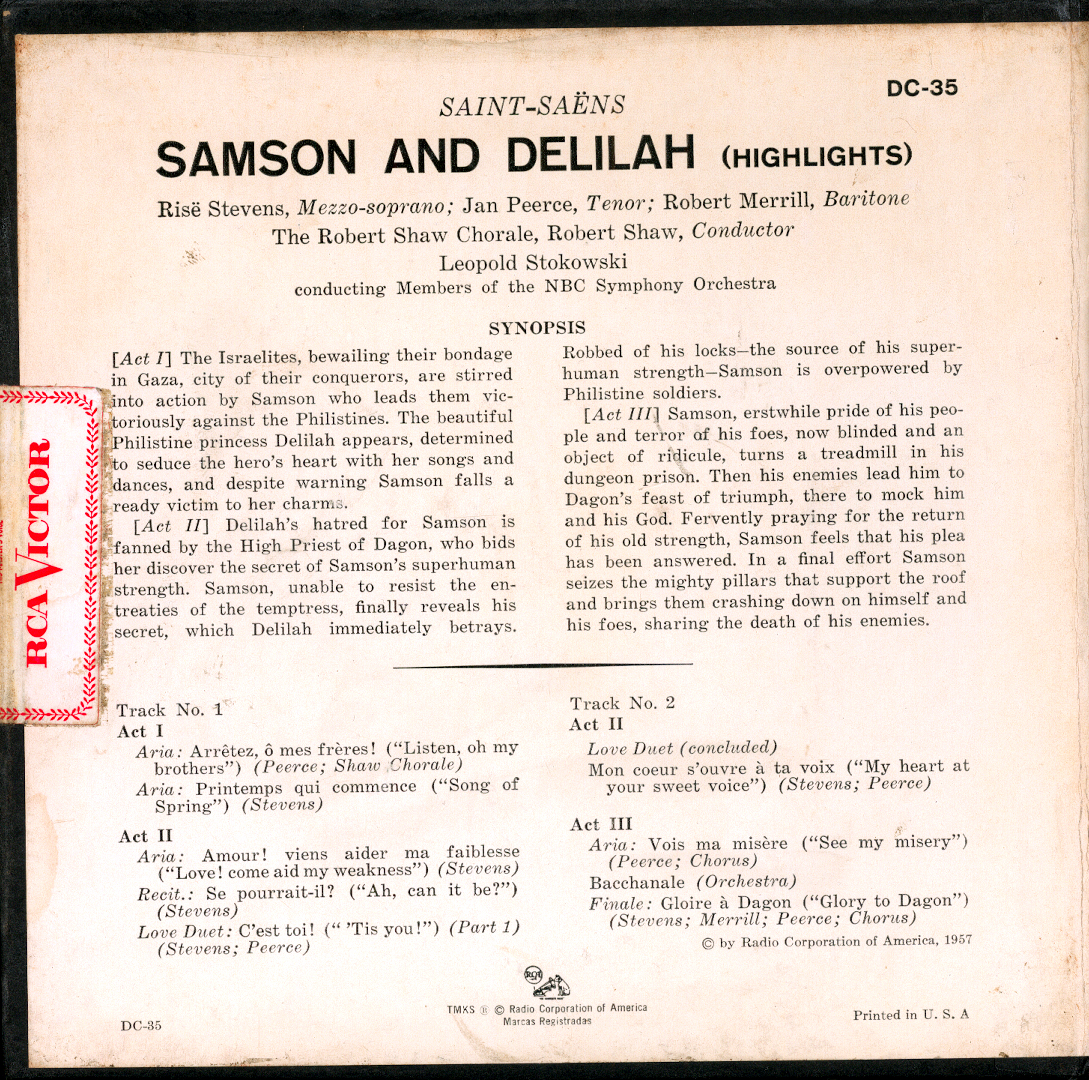 DC-35
SAINT-SAËNS
SAMSON AND DELILAH (HIGHLIGHTS)
Risë Stevens, Mezzo-soprano; Jan Peerce, Tenor; Robert Merrill, Baritone
The Robert Shaw Chorale, Robert Shaw, Conductor
Leopold Stokowski
conducting Members of the NBC Symphony Orchestra
SYNOPSIS
[Act I] The Israelites, bewailing their bondage
in Gaza, city of their conquerors, are stirred
into action by Samson who leads them vic-
toriously against the Philistines. The beautiful
Philistine princess Delilah appears, determined
to seduce the hero's heart with her songs and
dances, and despite warning Samson falls a
ready victim to her charms.
[Act II] Delilah's hatred for Samson is
fanned by the High Priest of Dagon, who bids
her discover the secret of Samson's superhuman
strength. Samson, unable to resist the en-
treaties of the temptress, finally reveals his
secret, which Delilah immediately betrays.
Robbed of his locks—the source of his super-
human strength—Samson is overpowered by
Philistine soldiers.
[Act III] Samson, erstwhile pride of his peo-
ple and terror of his foes, now blinded and an
object of ridicule, turns a treadmill in his
dungeon prison. Then his enemies lead him to
Dagon's feast of triumph, there to mock him
and his God. Fervently praying for the return
of his old strength, Samson feels that his plea
has been answered. In a final effort Samson
seizes the mighty pillars that support the roof
and brings them crashing down on himself and
his foes, sharing the death of his enemies.
RCA VICTOR
Track No. 1
Act I
Aria: Arrêtez, ô mes frères! ("Listen, oh my
brothers") (Peerce; Shaw Chorale)
Aria: Printemps qui commence ("Song of
Spring") (Stevens)
Act II
Aria: Amour! viens aider ma faiblesse
("Love! come aid my weakness") (Stevens)
Recit.: Se pourrait-il? ("Ah, can it be?")
(Stevens)
Love Duet: C'est toi! (" 'Tis you!") (Part 1)
(Stevens; Peerce)
Track No. 2
Act II
Love Duet (concluded)
Mon coeur s'ouvre à ta voix ("My heart at
your sweet voice") (Stevens; Peerce)
Act III
Aria: Vois ma misère ("See my misery")
(Peerce; Chorus)
Bacchanale (Orchestra)
Finale: Gloire à Dagon ("Glory to Dagon")
(Stevens; Merrill; Peerce; Chorus)
© by Radio Corporation of America, 1957
RCA
TMKS ® © Radio Corporation of America
Marcas Registradas
DC-35
Printed in U. S. A